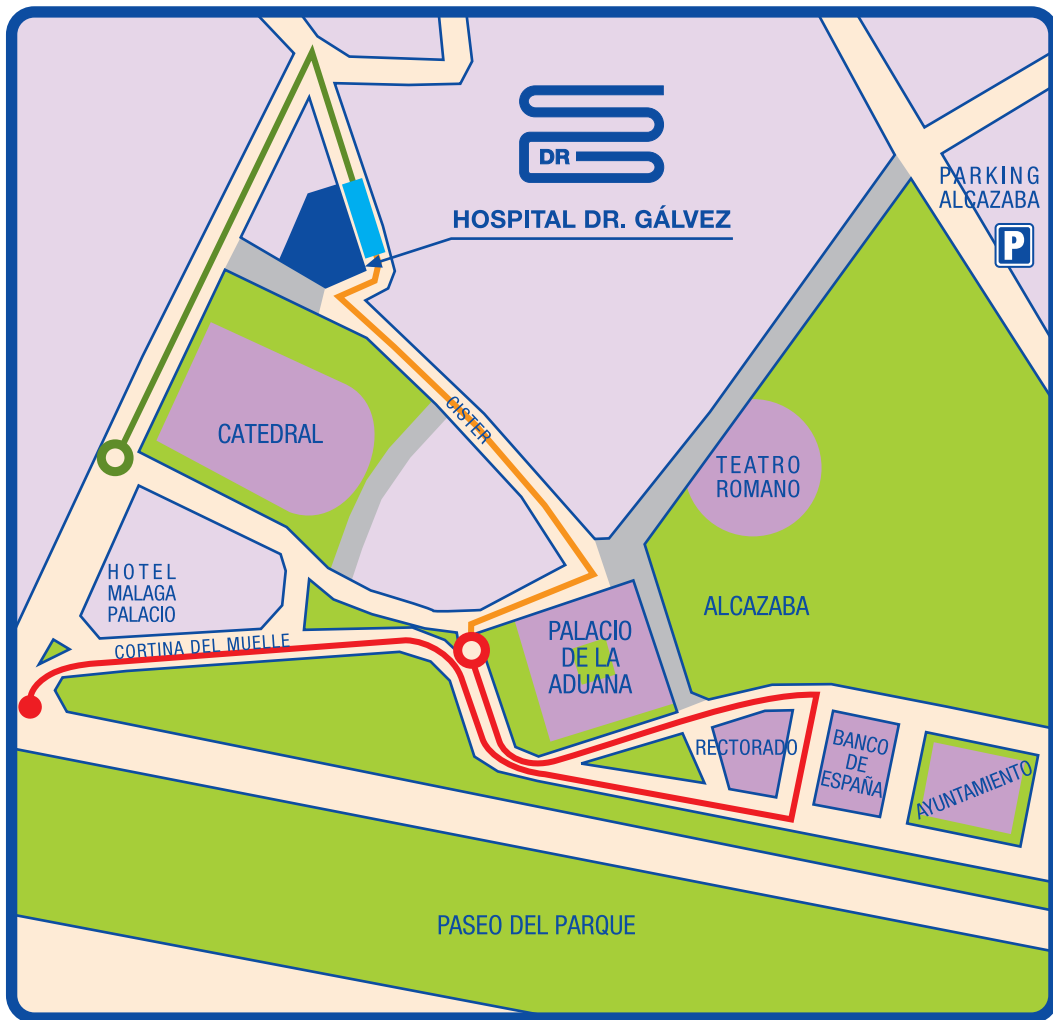 DR
HOSPITAL DR. GÁLVEZ
PARKING
ALCAZABA
P
CISTER
CATEDRAL
TEATRO
ROMANO
HOTEL
MALAGA
PALACIO
ALCAZABA
CORTINA DEL MUELLE
PALACIO
DE LA
ADUANA
RECTORADO
BANCO
DE
ESPAÑA
AYUNTAMIENTO
PASEO DEL PARQUE